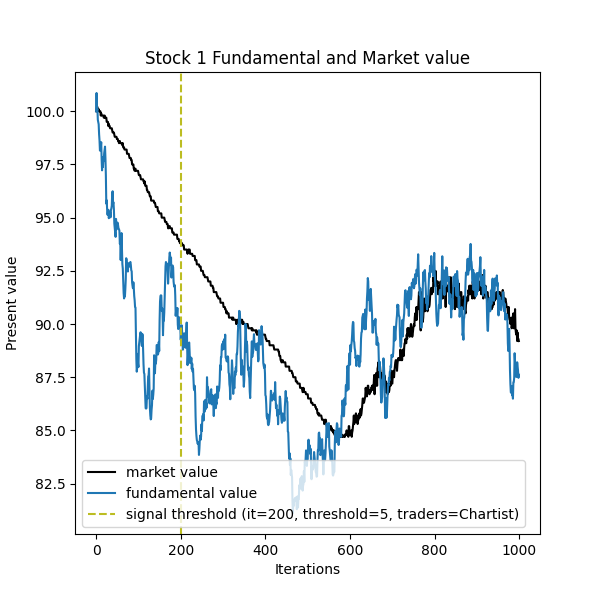 Stock 1 Fundamental and Market value
100.0
97.5
95.0
92.5
90.0
87.5
85.0
82.5
Present value
market value
fundamental value
signal threshold (it=200, threshold=5, traders=Chartist)
0
200
400
600
800
1000
Iterations